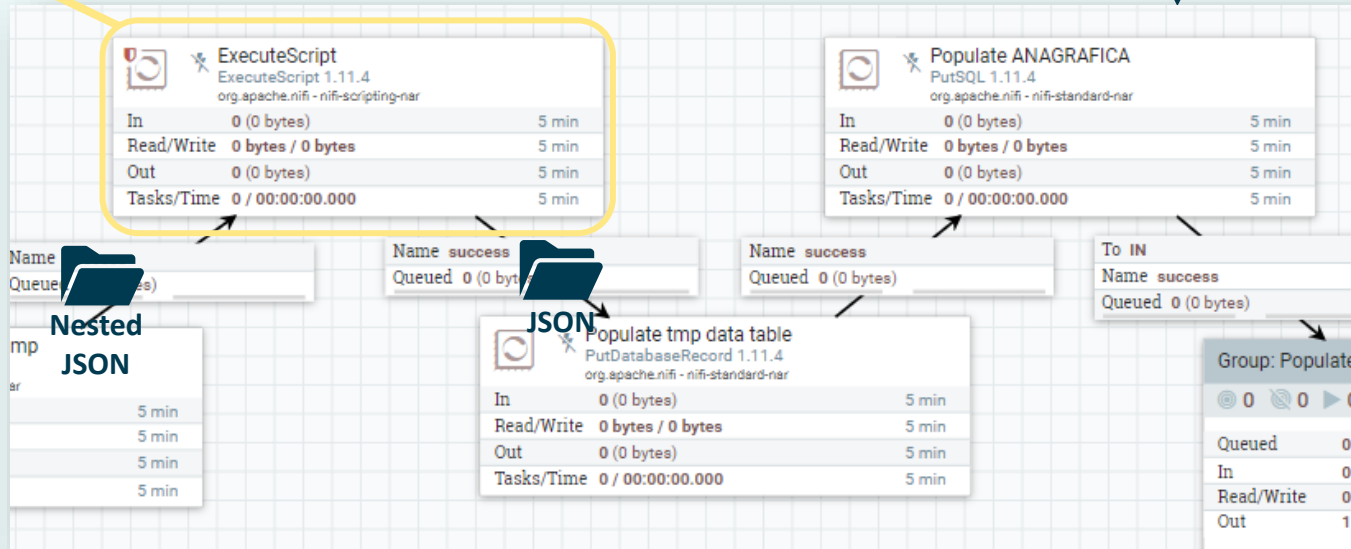 ExecuteScript
ExecuteScript 1.11.4
org.apache.nifi - nifi-scripting-nar
In 0 (0 bytes) 5 min
Read/Write 0 bytes / 0 bytes 5 min
Out 0 (0 bytes) 5 min
Tasks/Time 0 / 00:00:00.000 5 min
Populate ANAGRAFICA
PutSQL 1.11.4
org.apache.nifi - nifi-standard-nar
In 0 (0 bytes) 5 min
Read/Write 0 bytes / 0 bytes 5 min
Out 0 (0 bytes) 5 min
Tasks/Time 0 / 00:00:00.000 5 min
Name
Nested
JSON
Name success
Queued 0 (0
JSON
Name success
Queued 0 (0 bytes)
To IN
Name success
Queued 0 (0 bytes)
mp
ar
5 min
5 min
5 min
5 min
Populate tmp data table
PutDatabaseRecord 1.11.4
org.apache.nifi - nifi-standard-nar
In 0 (0 bytes) 5 min
Read/Write 0 bytes / 0 bytes 5 min
Out 0 (0 bytes) 5 min
Tasks/Time 0 / 00:00:00.000 5 min
Group: Populate
0 0
Queued 0
In 0
Read/Write 0
Out 1